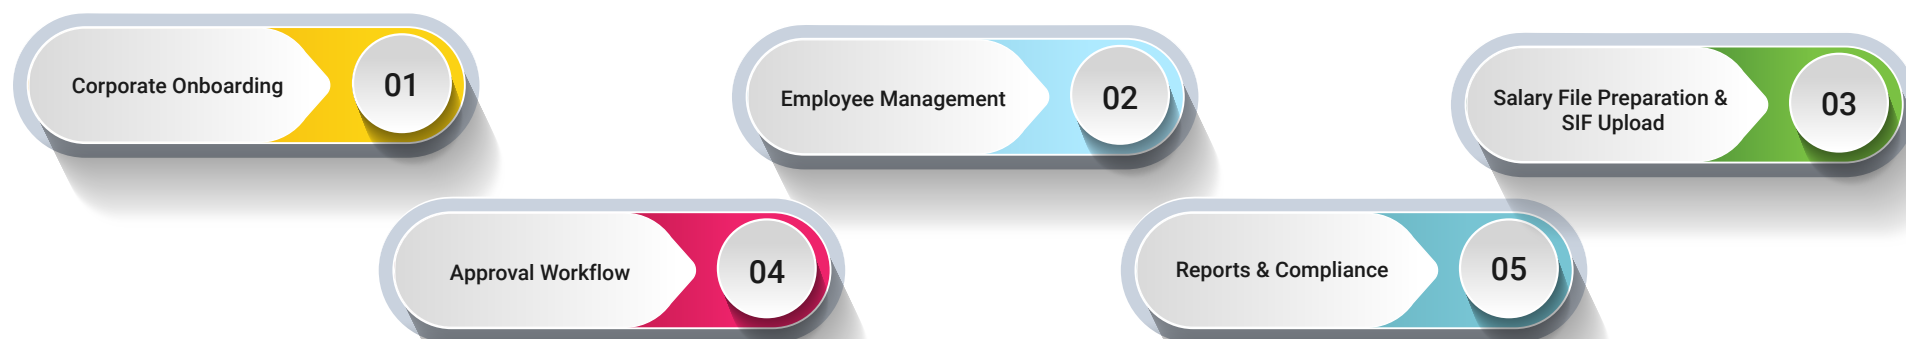 Corporate Onboarding
01
Employee Management
02
Salary File Preparation &
SIF Upload
03
Approval Workflow
04
Reports & Compliance
05